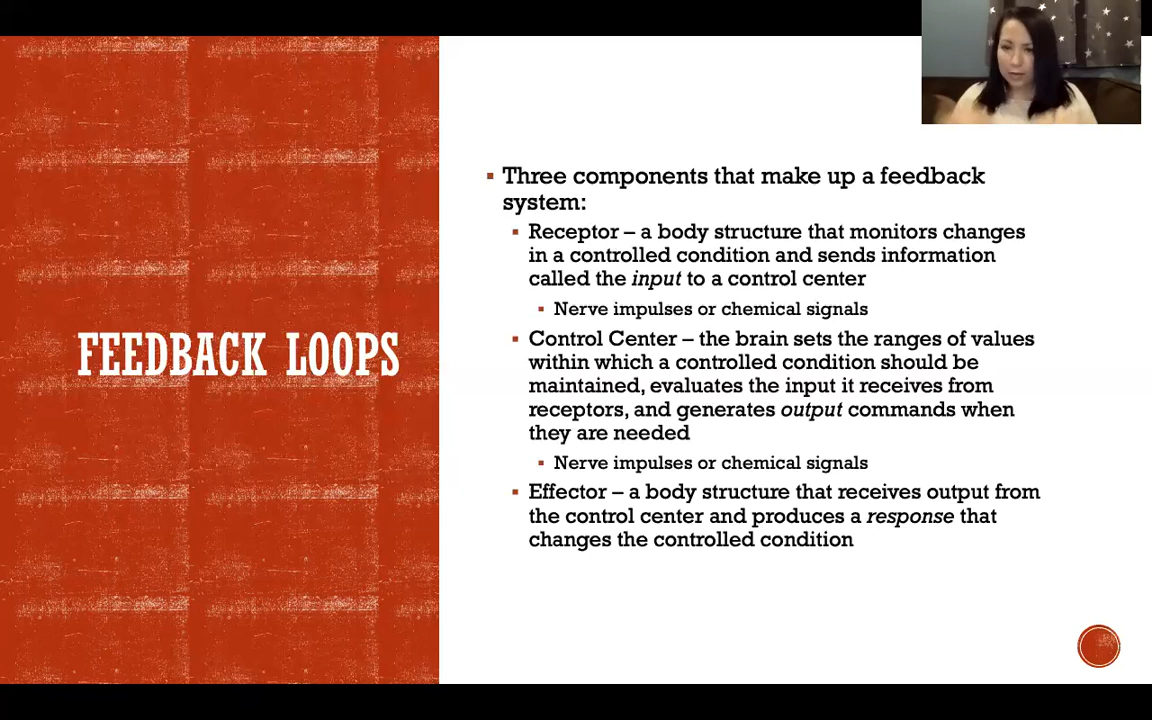 FEEDBACK LOOPS
Three components that make up a feedback
system:
Receptor – a body structure that monitors changes
in a controlled condition and sends information
called the input to a control center
Nerve impulses or chemical signals
Control Center – the brain sets the ranges of values
within which a controlled condition should be
maintained, evaluates the input it receives from
receptors, and generates output commands when
they are needed
Nerve impulses or chemical signals
Effector – a body structure that receives output from
the control center and produces a response that
changes the controlled condition